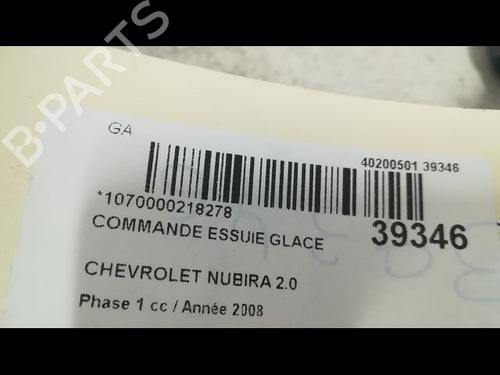 B-PARTS
GA
40200501 39346
*1070000218278
COMMANDE ESSUIE GLACE
39346
CHEVROLET NUBIRA 2.0
Phase 1 cc / Année 2008